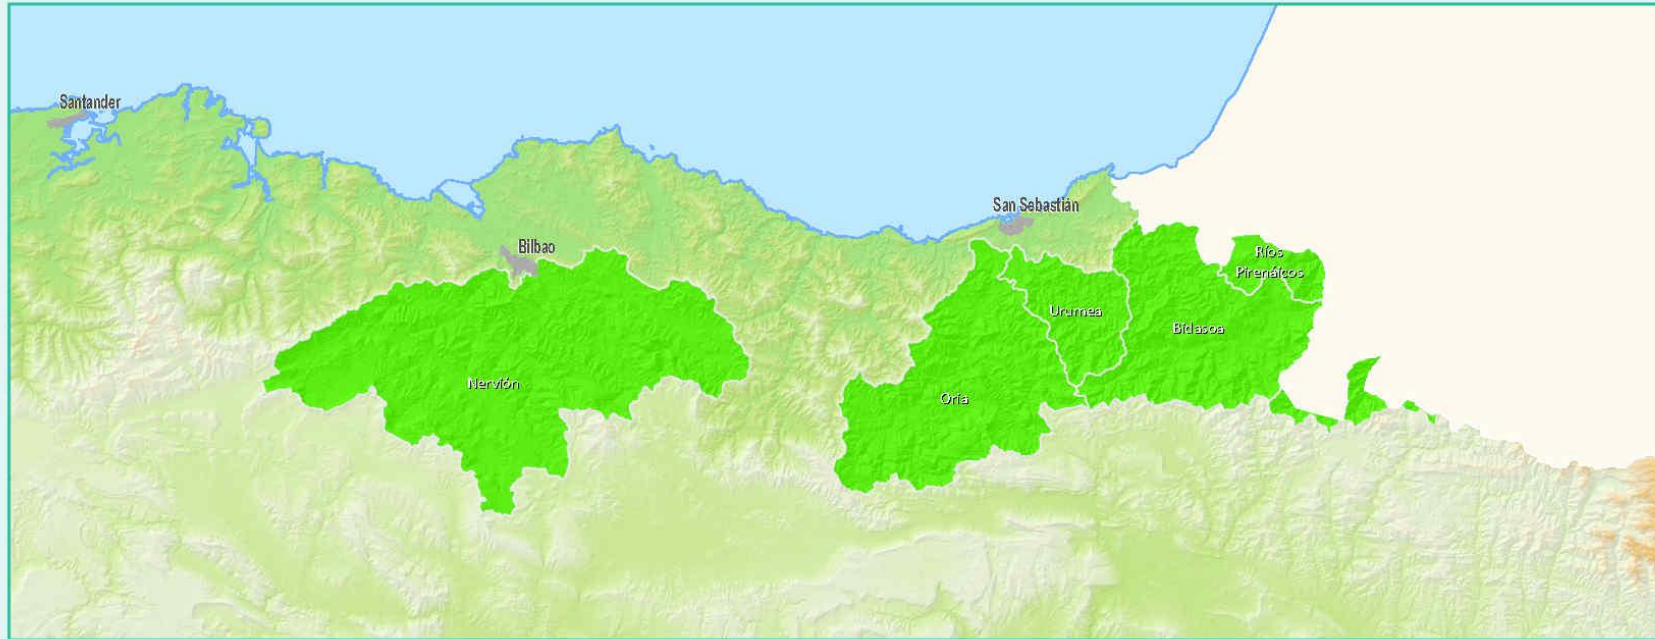 Santander
San Sebastián
Bilbao
Ríos
Pirenáicos
Urumea
Bidasoa
Nervión
Oria